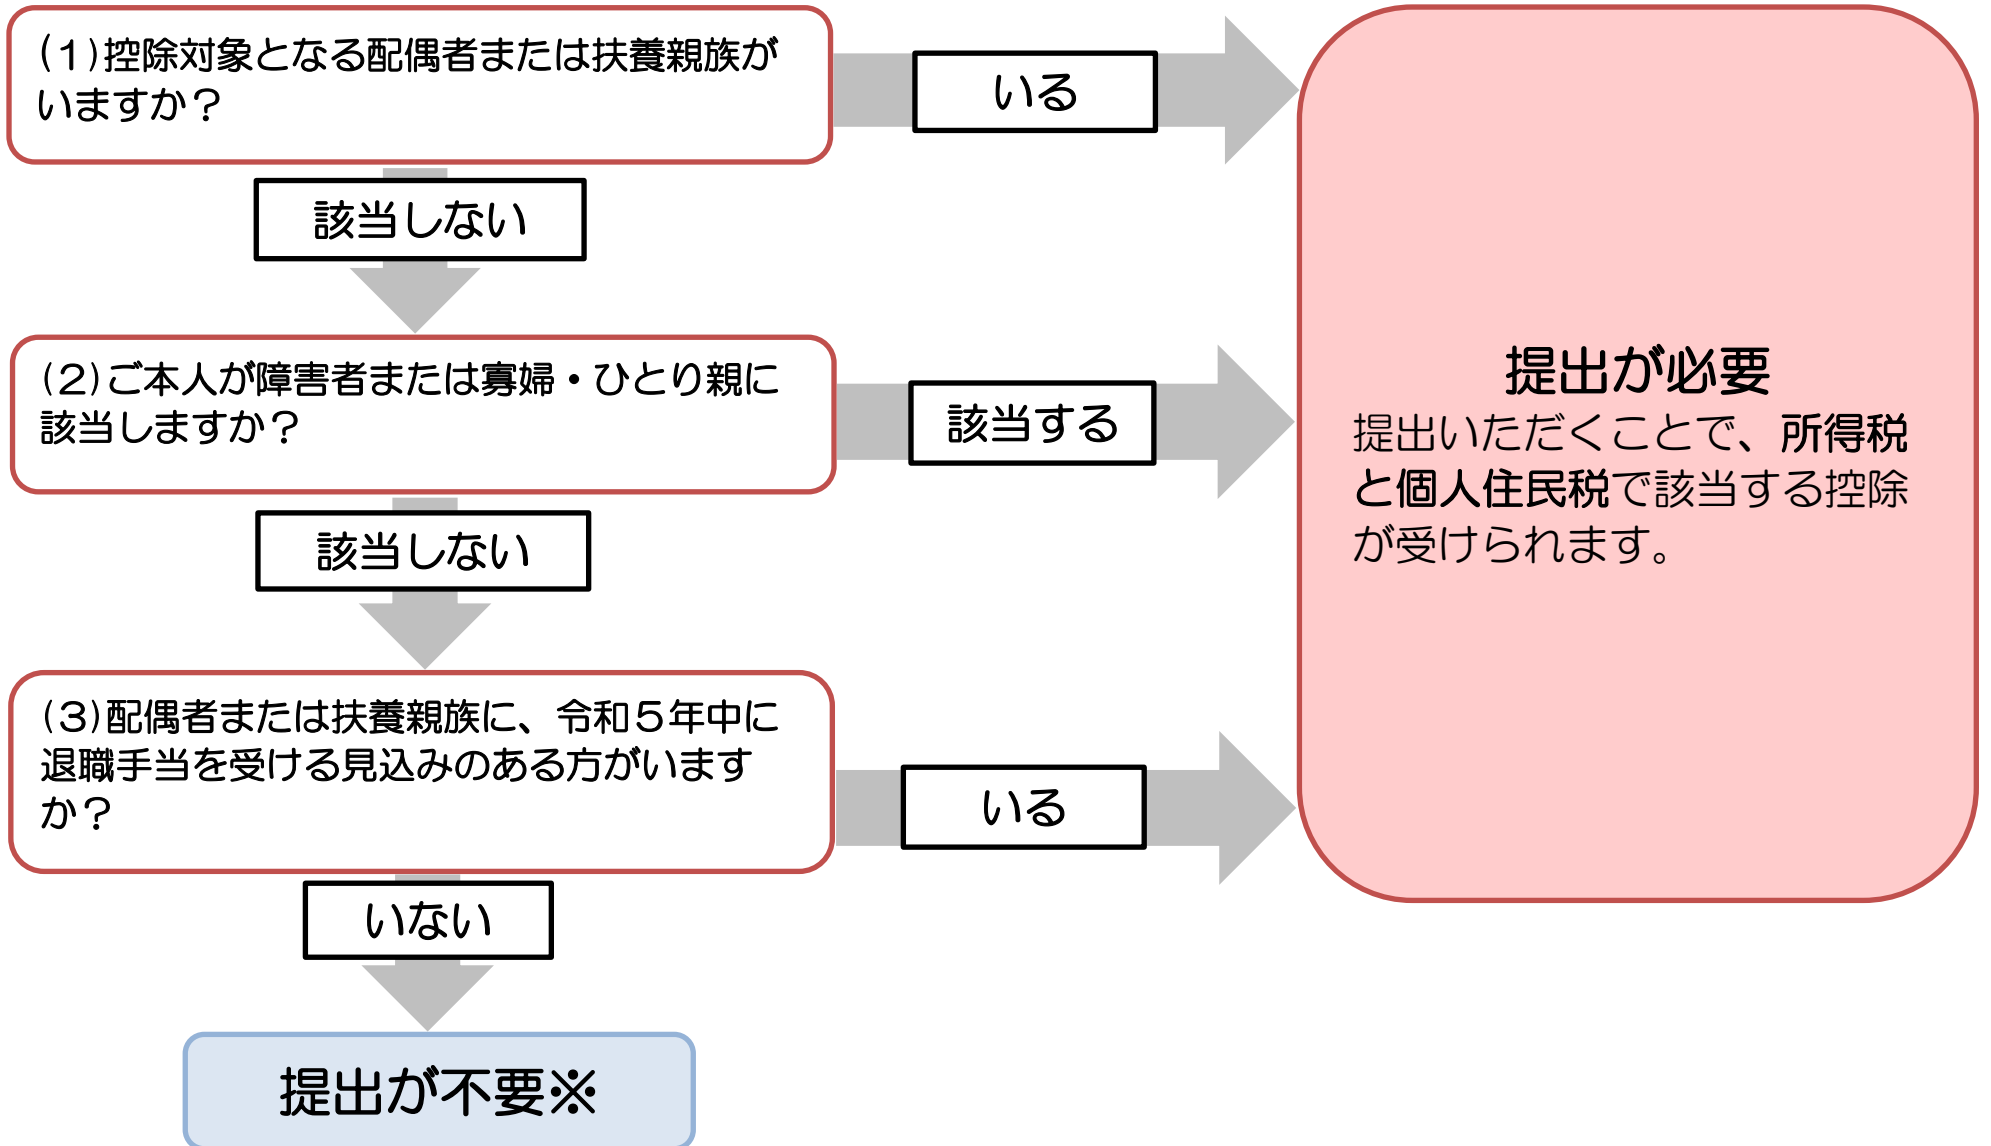 (１)控除対象となる配偶者または扶養親族が
いますか？
いる
該当しない
(２)ご本人が障害者または寡婦・ひとり親に
該当しますか？
該当する
該当しない
(３)配偶者または扶養親族に、令和５年中に
退職手当を受ける見込みのある方がいます
か？
いる
いない
提出が不要※
提出が必要
提出いただくことで、所得税
と個人住民税で該当する控除
が受けられます。